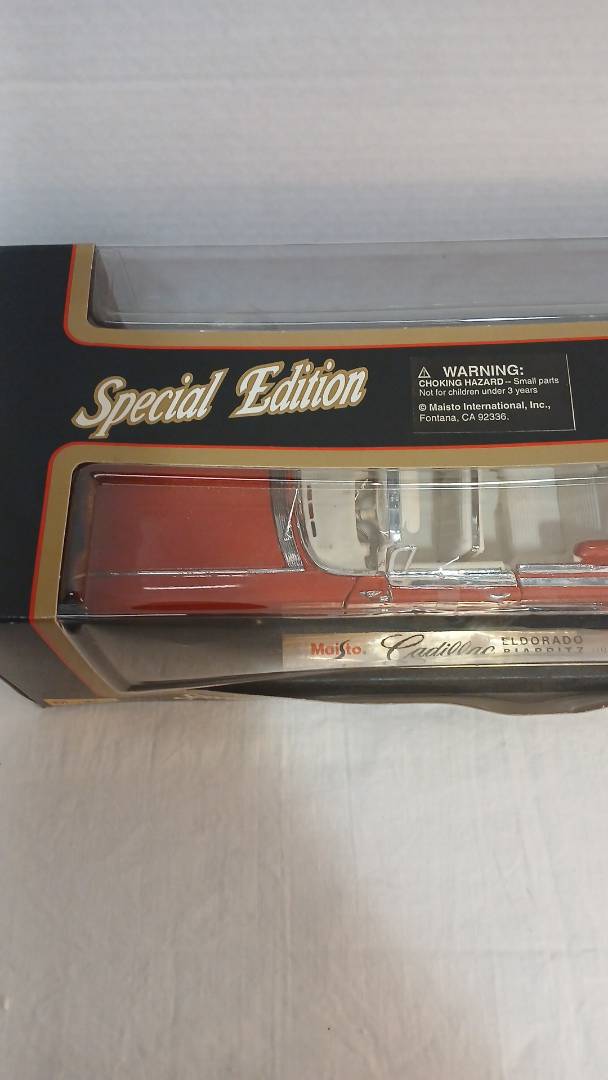 Special Edition
WARNING:
CHOKING HAZARD -- Small parts
Not for children under 3 years
© Maisto International, Inc.,
Fontana, CA 92336.
Maisto. Cadillac ELDORADO
BIARRITZ